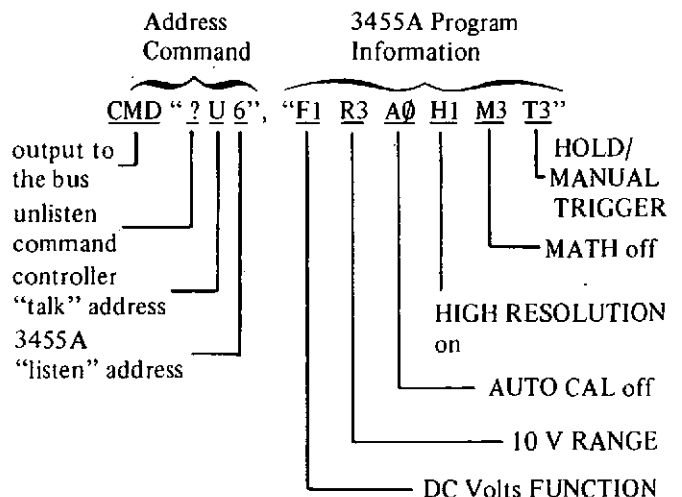 Address
Command
3455A Program
Information
CMD “? U 6”, “F1 R3 AØ H1 M3 T3”
output to
the bus
unlisten
command
controller
“talk” address
3455A
“listen” address
HOLD/
MANUAL
TRIGGER
MATH off
HIGH RESOLUTION
on
AUTO CAL off
10 V RANGE
DC Volts FUNCTION